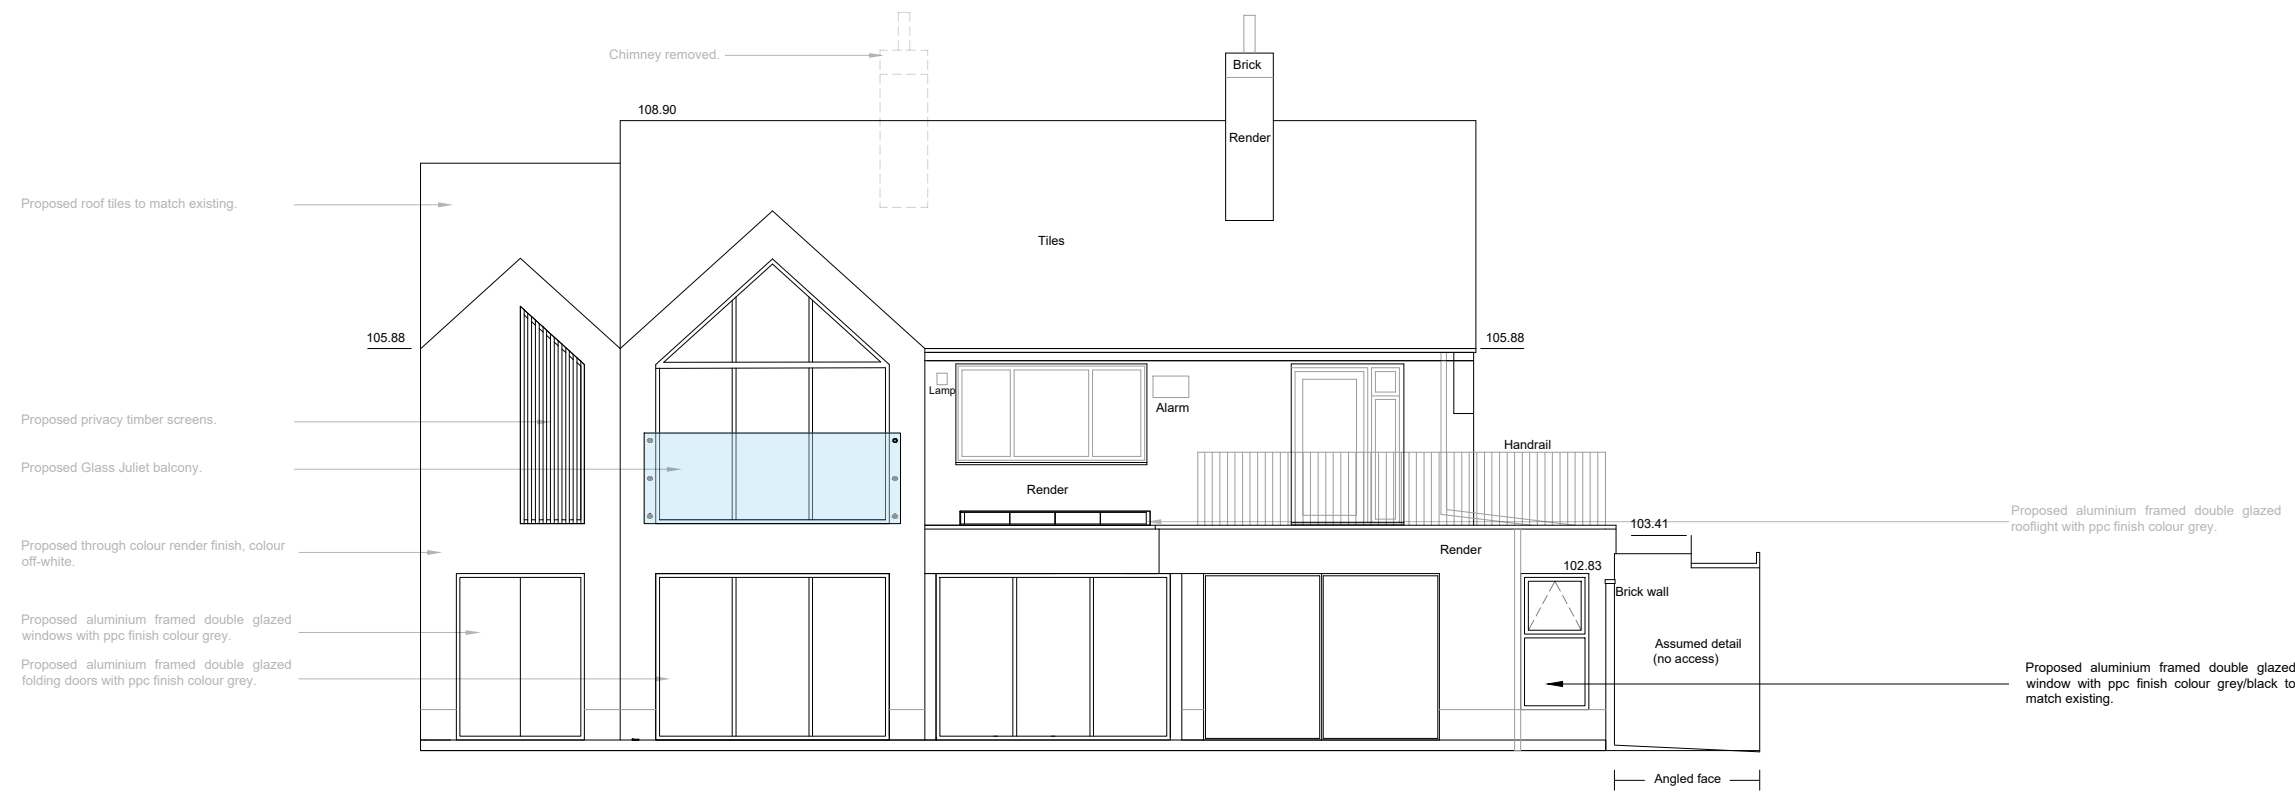 Chimney removed.
Brick
108.90
Render
Proposed roof tiles to match existing.
Tiles
105.88
105.88
Lamp
Alarm
Proposed privacy timber screens.
Handrail
Proposed Glass Juliet balcony.
Render
Proposed aluminium framed double glazed
rooflight with ppc finish colour grey.
103.41
Proposed through colour render finish, colour
off-white.
Render
102.83
Brick wall
Proposed aluminium framed double glazed
windows with ppc finish colour grey.
Assumed detail
(no access)
Proposed aluminium framed double glazed
folding doors with ppc finish colour grey.
Proposed aluminium framed double glazed
window with ppc finish colour grey/black to
match existing.
Angled face